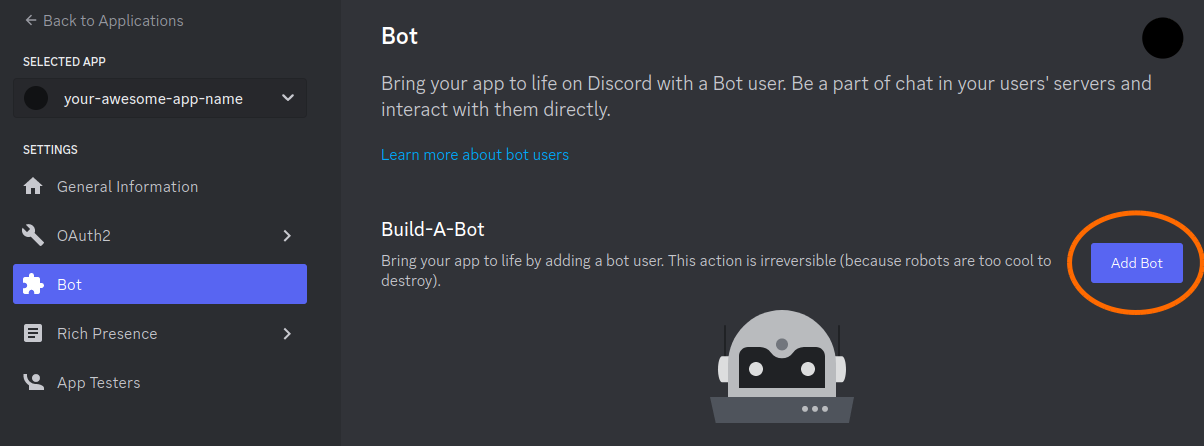 Back to Applications
SELECTED APP
your-awesome-app-name
SETTINGS
General Information
OAuth2
Bot
Rich Presence
App Testers
Bot
Bring your app to life on Discord with a Bot user. Be a part of chat in your users' servers and
interact with them directly.
Learn more about bot users
Build-A-Bot
Bring your app to life by adding a bot user. This action is irreversible (because robots are too cool to
destroy).
Add Bot